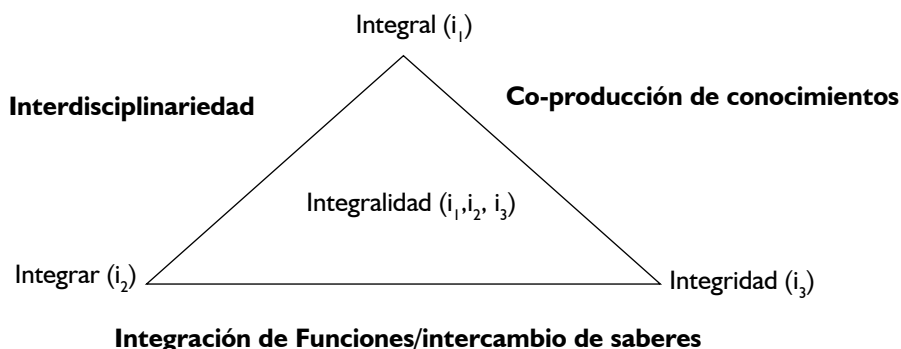 Integral (i₁)
Interdisciplinariedad
Co-producción de conocimientos
Integralidad (i₁,i₂, i₃)
Integrar (i₂)
Integridad (i₃)
Integración de Funciones/intercambio de saberes